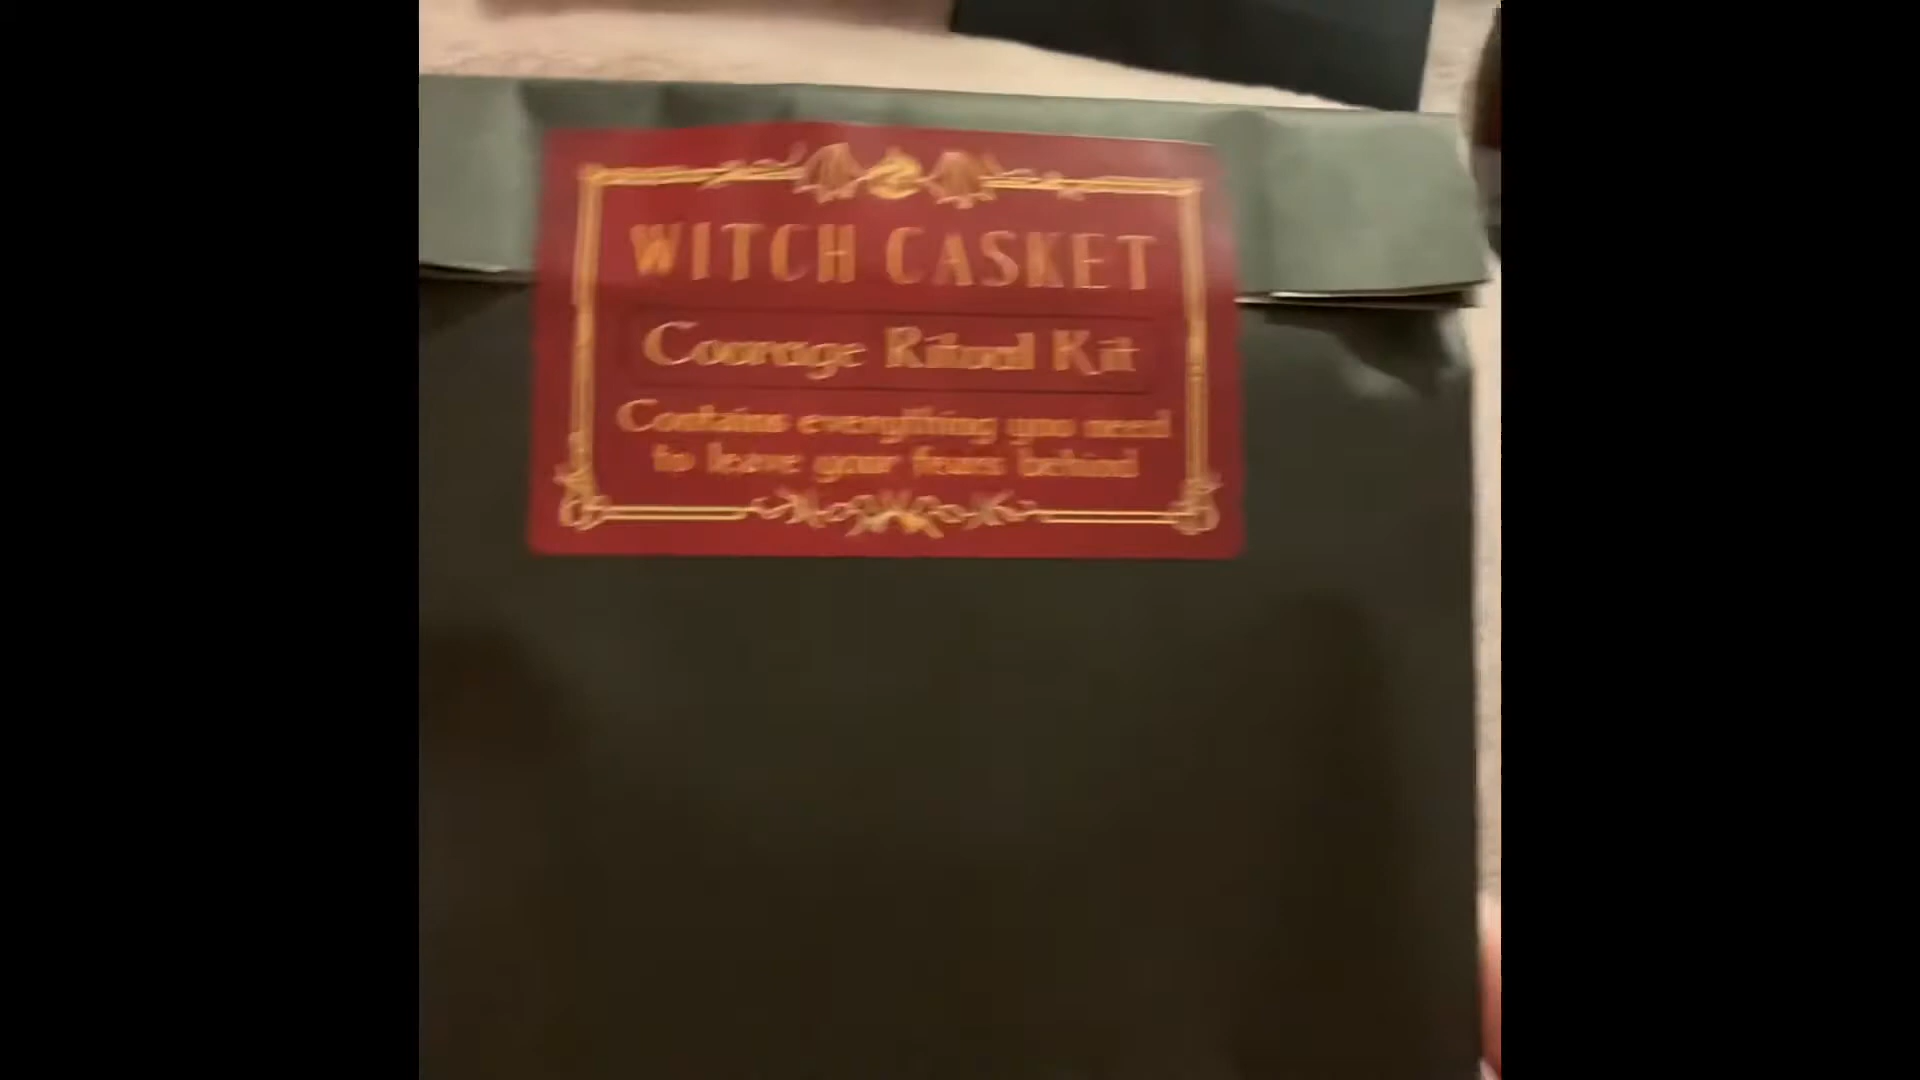 WITCH CASKET
Courage Ritual Kit
Contains everything you need
to leave your fears behind